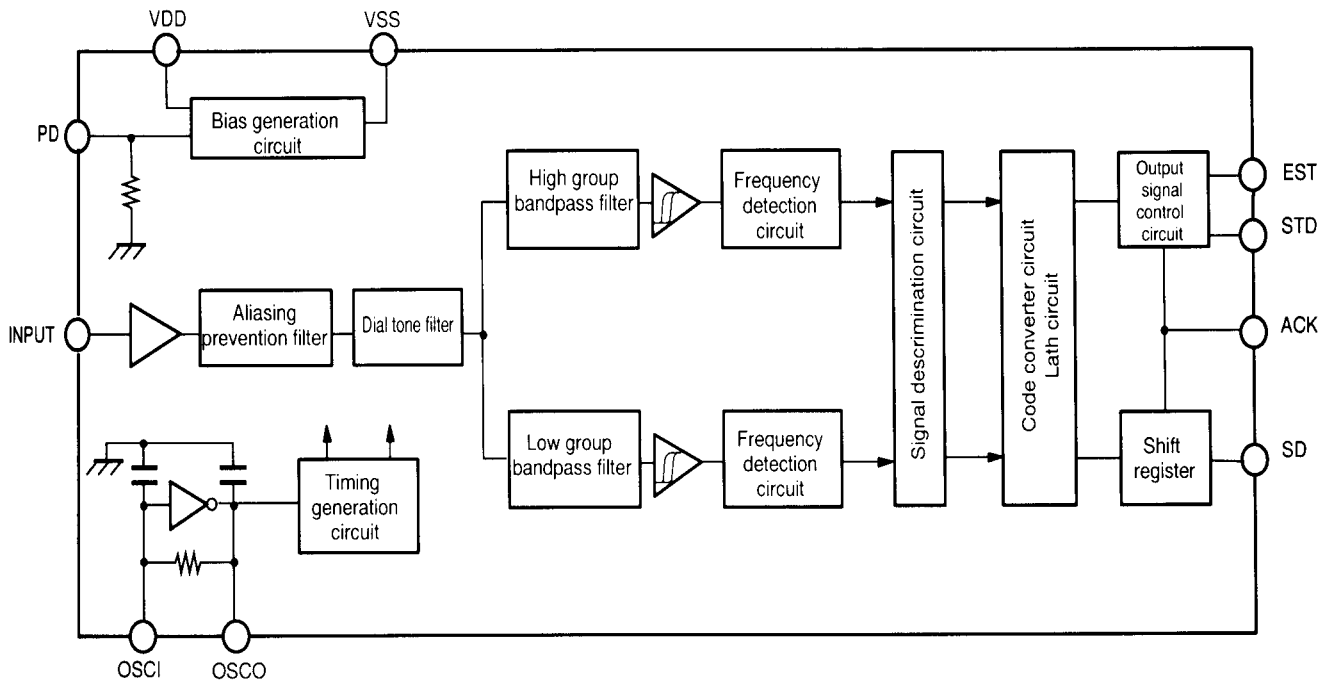 VDD
VSS
PD
Bias generation
circuit
High group
bandpass filter
Frequency
detection
circuit
Output
signal
control
circuit
EST
STD
INPUT
Aliasing
prevention filter
Dial tone filter
Signal descrimination circuit
Code converter circuit
Lath circuit
ACK
Low group
bandpass filter
Frequency
detection
circuit
Shift
register
SD
Timing
generation
circuit
OSCI
OSCO